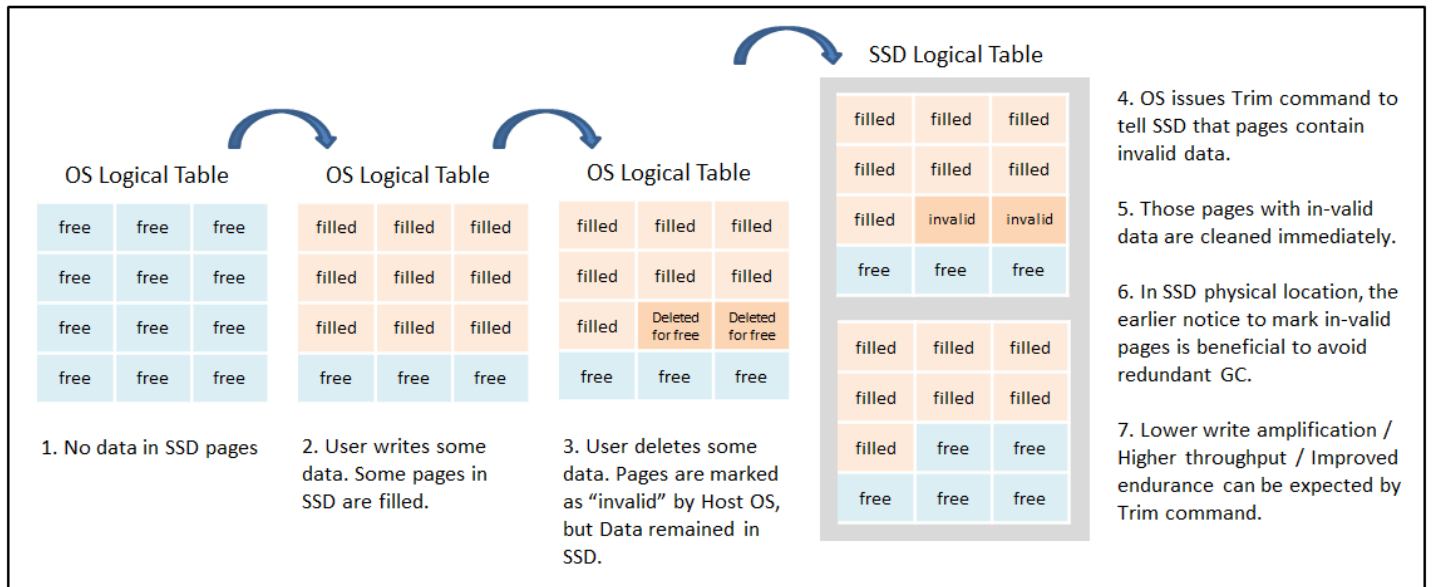 OS Logical Table
free free free
free free free
free free free
free free free
1. No data in SSD pages
OS Logical Table
filled filled filled
filled filled filled
filled filled filled
free free free
2. User writes some
data. Some pages in
SSD are filled.
OS Logical Table
filled filled filled
filled filled filled
filled Deleted for free Deleted for free
free free free
3. User deletes some
data. Pages are marked
as “invalid” by Host OS,
but Data remained in
SSD.
SSD Logical Table
filled filled filled
filled filled filled
filled invalid invalid
free free free
filled filled filled
filled filled filled
filled free free
free free free
4. OS issues Trim command to
tell SSD that pages contain
invalid data.
5. Those pages with in-valid
data are cleaned immediately.
6. In SSD physical location, the
earlier notice to mark in-valid
pages is beneficial to avoid
redundant GC.
7. Lower write amplification /
Higher throughput / Improved
endurance can be expected by
Trim command.